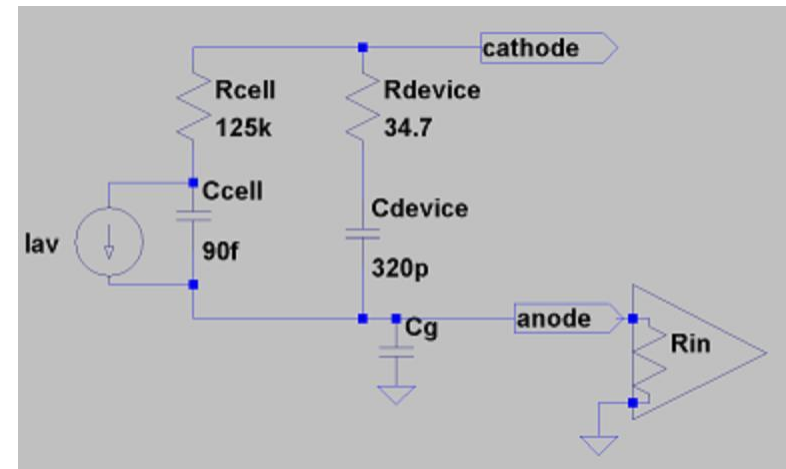 cathode
Rcell
125k
Rdevice
34.7
Ccell
90f
Cdevice
320p
Iav
Cg
anode
Rin